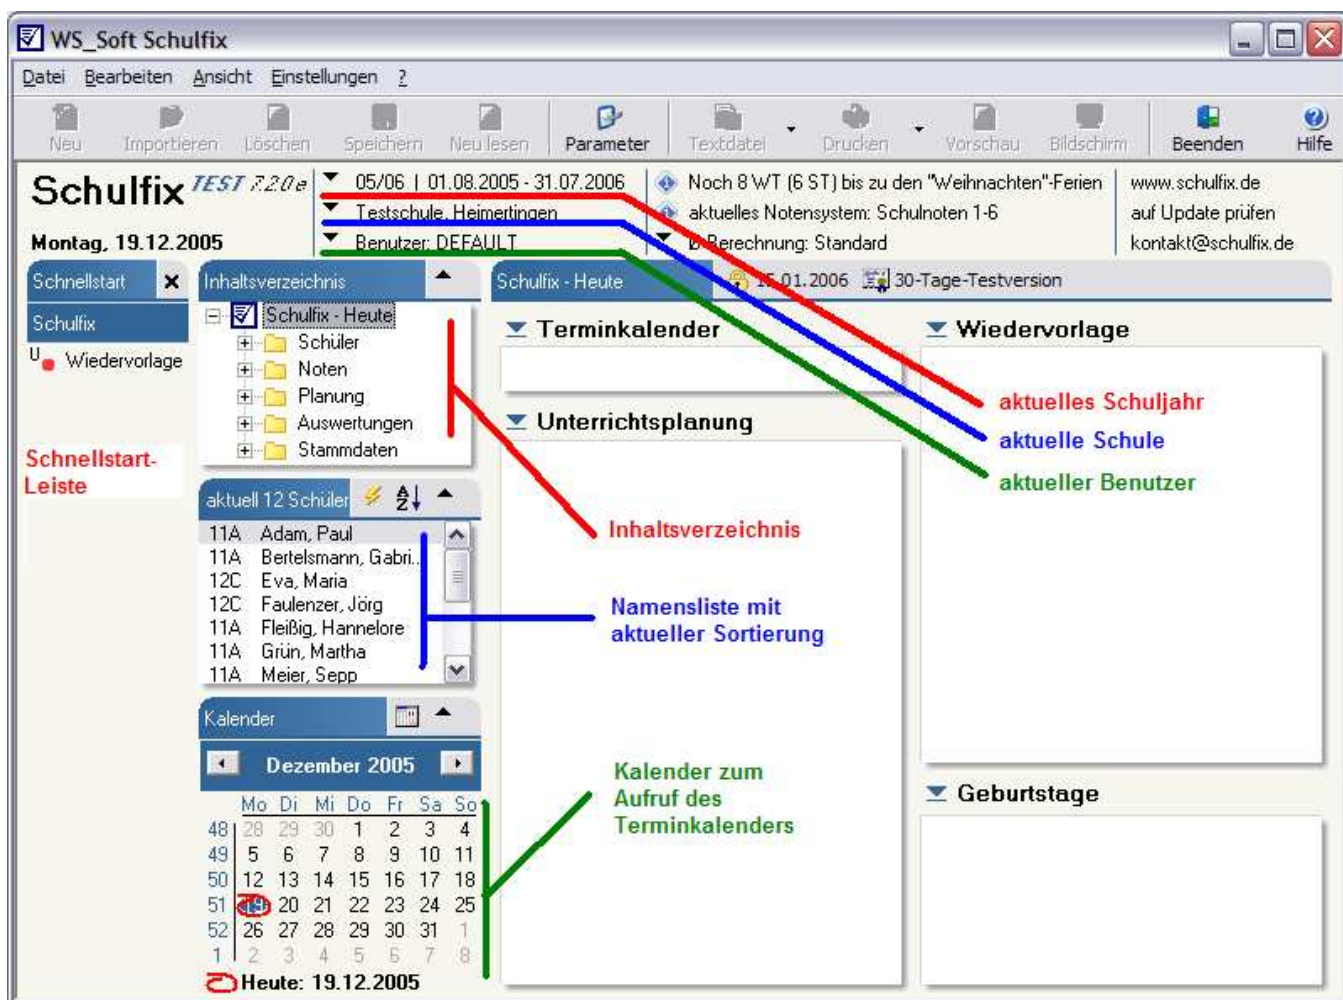 WS_Soft Schulfix
Datei Bearbeiten Ansicht Einstellungen ?
Neu Importieren Löschen Speichern Neu lesen Parameter Textdatei Drucken Vorschau Bildschirm Beenden Hilfe
Schulfix TEST 7.2.0e
05/06 | 01.08.2005 - 31.07.2006
Noch 8 WT (6 ST) bis zu den "Weihnachten"-Ferien
www.schulfix.de
Testschule, Heimertingen
aktuelles Notensystem: Schulnoten 1-6
auf Update prüfen
Montag, 19.12.2005
Benutzer: DEFAULT
Ø Berechnung: Standard
kontakt@schulfix.de
Schnellstart
Schulfix
U Wiedervorlage
Schnellstart-
Leiste
Inhaltsverzeichnis
Schulfix - Heute
Schüler
Noten
Planung
Auswertungen
Stammdaten
aktuell 12 Schüler
11A Adam, Paul
11A Bertelsmann, Gabri...
12C Eva, Maria
12C Faulenzer, Jörg
11A Fleißig, Hannelore
11A Grün, Martha
11A Meier, Sepp
Kalender
Dezember 2005
Mo Di Mi Do Fr Sa So
48 28 29 30 1 2 3 4
49 5 6 7 8 9 10 11
50 12 13 14 15 16 17 18
51 19 20 21 22 23 24 25
52 26 27 28 29 30 31 1
1 2 3 4 5 6 7 8
Heute: 19.12.2005
Schulfix - Heute
15.01.2006 30-Tage-Testversion
Terminkalender
Unterrichtsplanung
Inhaltsverzeichnis
Namensliste mit
aktueller Sortierung
Kalender zum
Aufruf des
Terminkalenders
Wiedervorlage
aktuelles Schuljahr
aktuelle Schule
aktueller Benutzer
Geburtstage